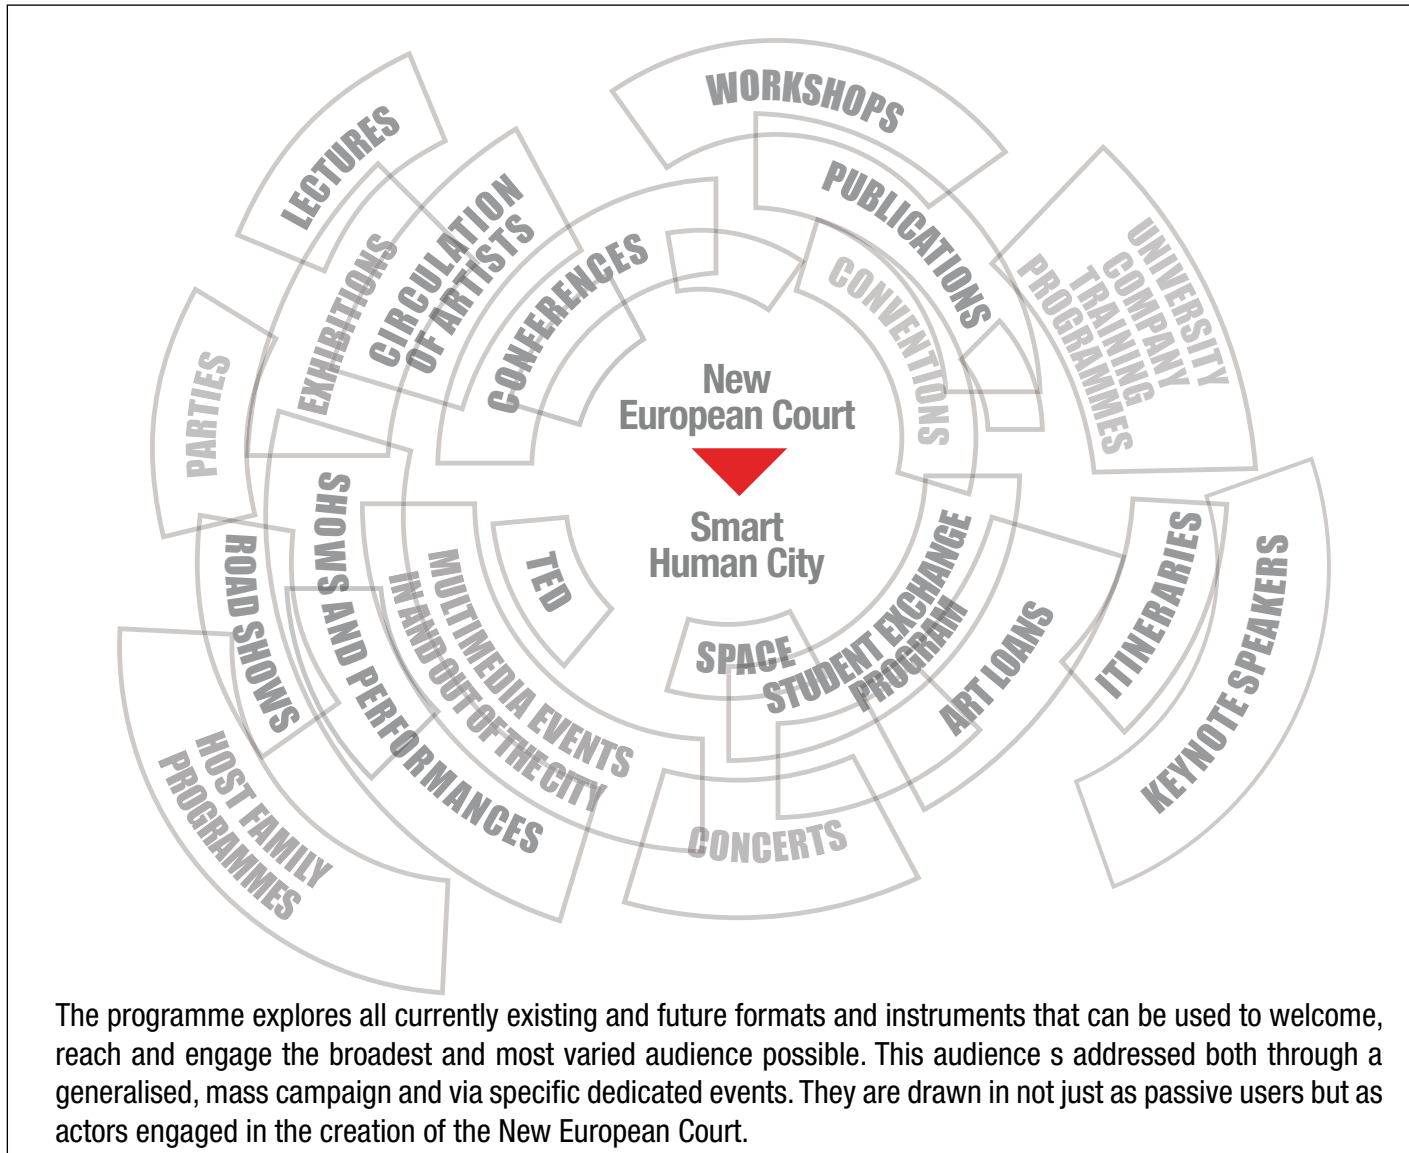 WORKSHOPS
LECTURES
PUBLICATIONS
CIRCULATION
OF ARTISTS
EXHIBITIONS
CONFERENCES
CONVENTIONS
UNIVERSITY
COMPANY
TRAINING
PROGRAMMES
PARTIES
New
European Court
Smart
Human City
SHOWS AND PERFORMANCES
ROAD SHOWS
MULTIMEDIA EVENTS
IN AND OUT OF THE CITY
TED
SPACE
STUDENT EXCHANGE
PROGRAM
ART LOANS
ITINERARIES
KEYNOTE SPEAKERS
HOST FAMILY
PROGRAMMES
CONCERTS
The programme explores all currently existing and future formats and instruments that can be used to welcome,
reach and engage the broadest and most varied audience possible. This audience s addressed both through a
generalised, mass campaign and via specific dedicated events. They are drawn in not just as passive users but as
actors engaged in the creation of the New European Court.